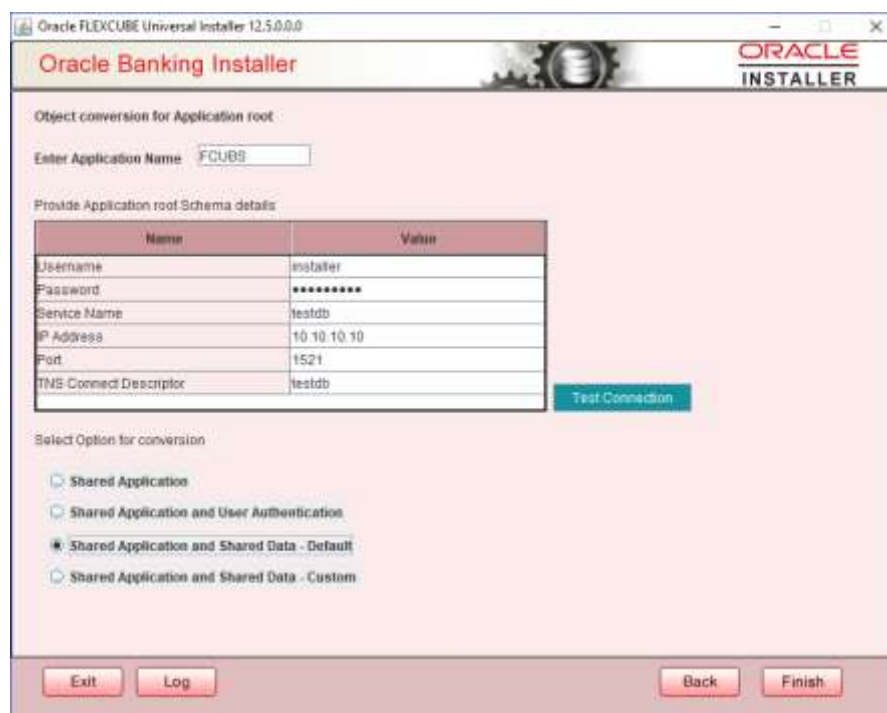 Oracle FLEXCUBE Universal Installer 12.5.0.0.0
Oracle Banking Installer
ORACLE
INSTALLER
Object conversion for Application root
Enter Application Name FCUBS
Provide Application root Schema details
Name Value
Username installer
Password •••••••••
Service Name testdb
IP Address 10.10.10.10
Port 1521
TNS Connect Descriptor testdb
Test Connection
Select Option for conversion
Shared Application
Shared Application and User Authentication
Shared Application and Shared Data - Default
Shared Application and Shared Data - Custom
Exit Log Back Finish